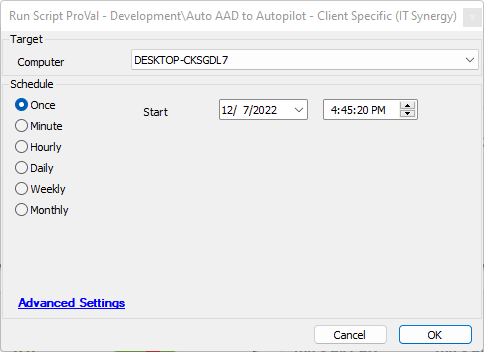 Run Script ProVal - Development\Auto AAD to Autopilot - Client Specific (IT Synergy)
Target
Computer DESKTOP-CKSGDL7
Schedule
Once Start 12/ 7/2022 4:45:20 PM
Minute
Hourly
Daily
Weekly
Monthly
Advanced Settings
Cancel OK